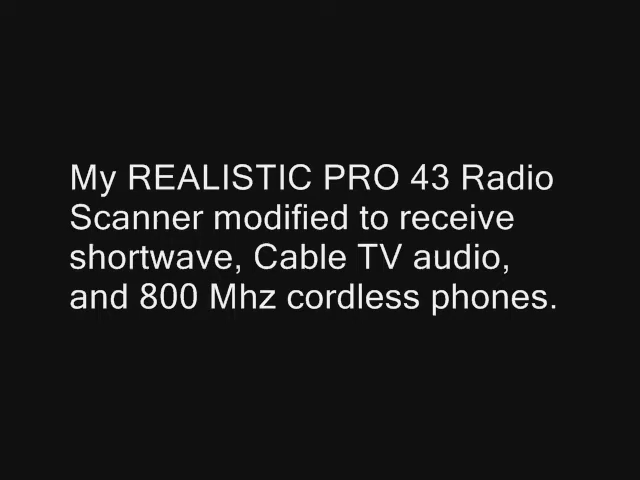 My REALISTIC PRO 43 Radio
Scanner modified to receive
shortwave, Cable TV audio,
and 800 Mhz cordless phones.